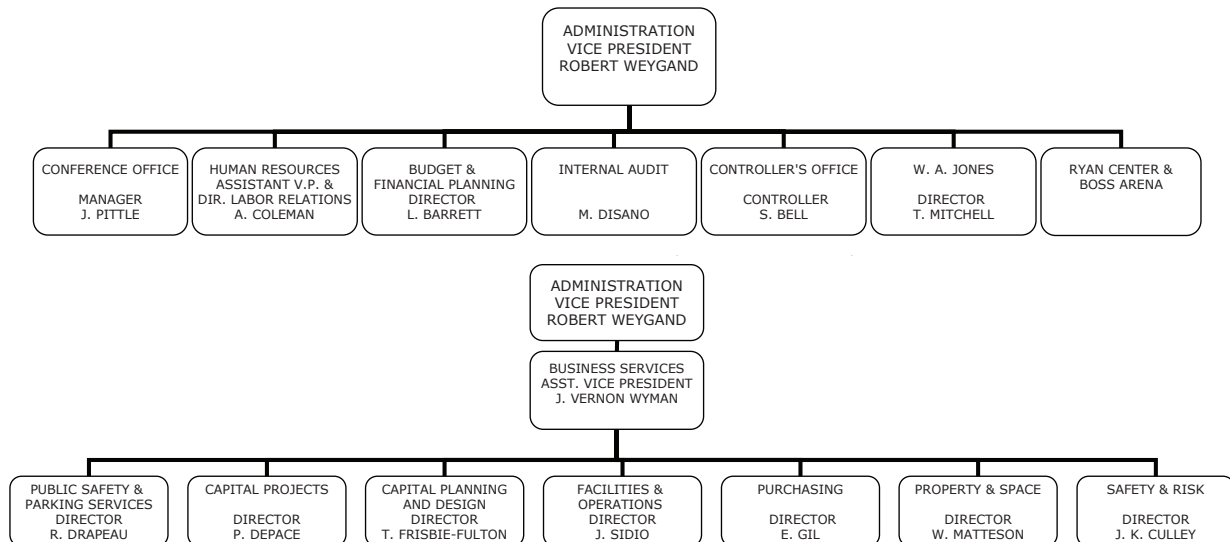 ADMINISTRATION
VICE PRESIDENT
ROBERT WEYGAND
CONFERENCE OFFICE
MANAGER
J. PITTLE
HUMAN RESOURCES
ASSISTANT V.P. &
DIR. LABOR RELATIONS
A. COLEMAN
BUDGET &
FINANCIAL PLANNING
DIRECTOR
L. BARRETT
INTERNAL AUDIT
M. DISANO
CONTROLLER'S OFFICE
CONTROLLER
S. BELL
W. A. JONES
DIRECTOR
T. MITCHELL
RYAN CENTER &
BOSS ARENA
ADMINISTRATION
VICE PRESIDENT
ROBERT WEYGAND
BUSINESS SERVICES
ASST. VICE PRESIDENT
J. VERNON WYMAN
PUBLIC SAFETY &
PARKING SERVICES
DIRECTOR
R. DRAPEAU
CAPITAL PROJECTS
DIRECTOR
P. DEPACE
CAPITAL PLANNING
AND DESIGN
DIRECTOR
T. FRISBIE-FULTON
FACILITIES &
OPERATIONS
DIRECTOR
J. SIDIO
PURCHASING
DIRECTOR
E. GIL
PROPERTY & SPACE
DIRECTOR
W. MATTESON
SAFETY & RISK
DIRECTOR
J. K. CULLEY